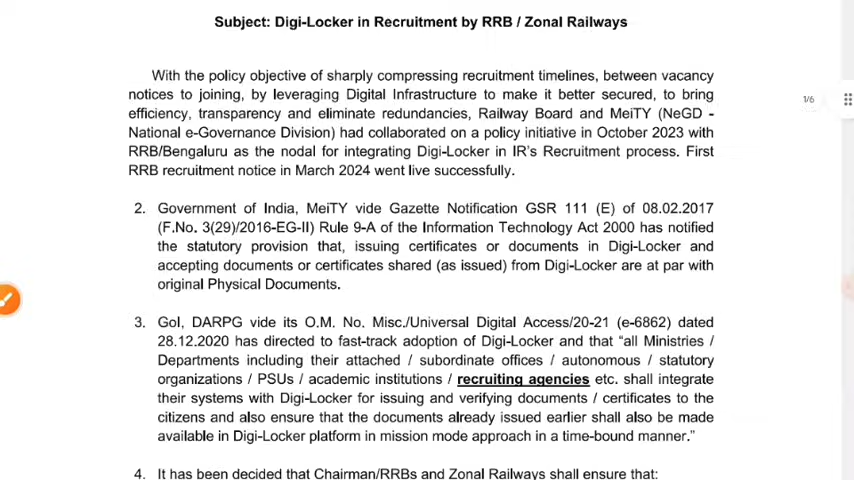 Subject: Digi-Locker in Recruitment by RRB / Zonal Railways
With the policy objective of sharply compressing recruitment timelines, between vacancy
notices to joining, by leveraging Digital Infrastructure to make it better secured, to bring
efficiency, transparency and eliminate redundancies, Railway Board and MeiTY (NeGD -
National e-Governance Division) had collaborated on a policy initiative in October 2023 with
RRB/Bengaluru as the nodal for integrating Digi-Locker in IR's Recruitment process. First
RRB recruitment notice in March 2024 went live successfully.
1/6
2. Government of India, MeiTY vide Gazette Notification GSR 111 (E) of 08.02.2017
(F.No. 3(29)/2016-EG-II) Rule 9-A of the Information Technology Act 2000 has notified
the statutory provision that, issuing certificates or documents in Digi-Locker and
accepting documents or certificates shared (as issued) from Digi-Locker are at par with
original Physical Documents.
3. GoI, DARPG vide its O.M. No. Misc./Universal Digital Access/20-21 (e-6862) dated
28.12.2020 has directed to fast-track adoption of Digi-Locker and that “all Ministries /
Departments including their attached / subordinate offices / autonomous / statutory
organizations / PSUs / academic institutions / recruiting agencies etc. shall integrate
their systems with Digi-Locker for issuing and verifying documents / certificates to the
citizens and also ensure that the documents already issued earlier shall also be made
available in Digi-Locker platform in mission mode approach in a time-bound manner.”
4. It has been decided that Chairman/RRBs and Zonal Railways shall ensure that: